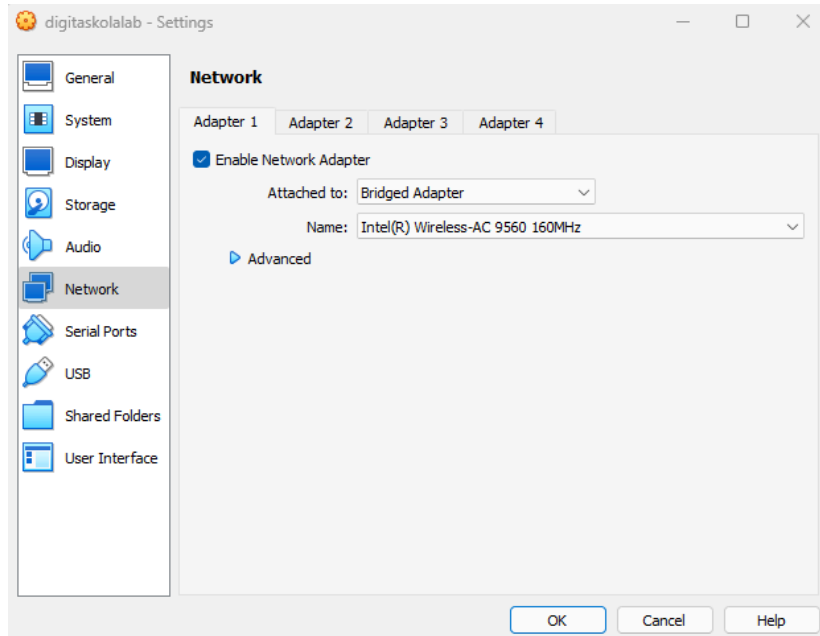 digitaskolalab - Settings
General
System
Display
Storage
Audio
Network
Serial Ports
USB
Shared Folders
User Interface
Network
Adapter 1 Adapter 2 Adapter 3 Adapter 4
Enable Network Adapter
Attached to: Bridged Adapter
Name: Intel(R) Wireless-AC 9560 160MHz
Advanced
OK Cancel Help